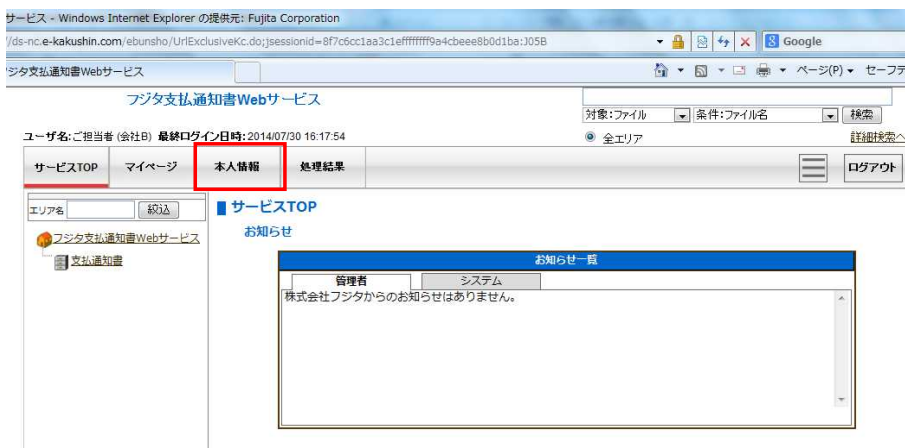 サービス - Windows Internet Explorer の提供元: Fujita Corporation
//ds-nc.e-kakushin.com/ebunsho/UrlExclusiveKc.do;jsessionid=8f7c6cc1aa3c1efffffff9a4cbeee8b0d1ba:J05B
Google
ジタ支払通知書Webサービス
ページ(P) セーフテ
フジタ支払通知書Webサービス
対象:ファイル 条件:ファイル名 検索
ユーザ名:ご担当者 (会社B) 最終ログイン日時:2014/07/30 16:17:54
全エリア 詳細検索へ
サービスTOP マイページ 本人情報 処理結果 ログアウト
エリア名 絞込
フジタ支払通知書Webサービス
支払通知書
サービスTOP
お知らせ
お知らせ一覧
管理者 システム
株式会社フジタからのお知らせはありません。